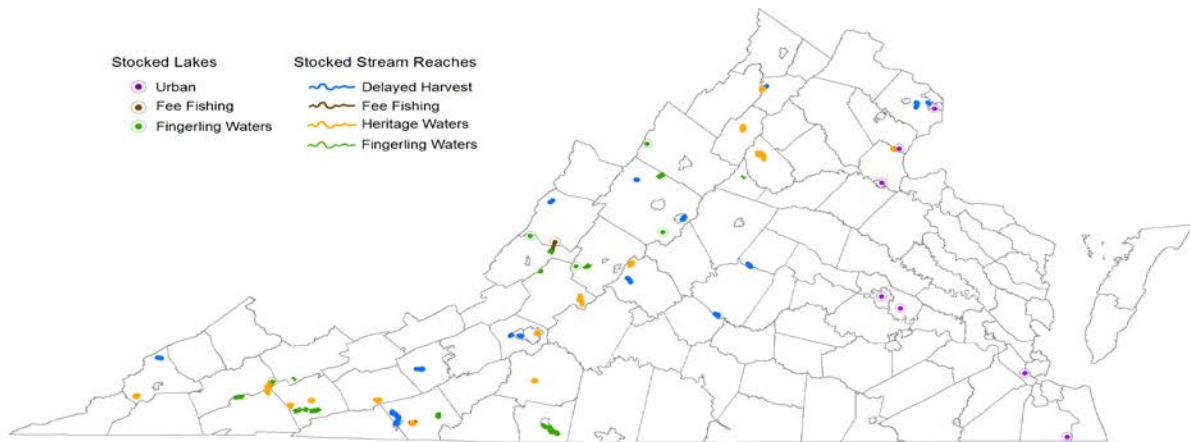 Stocked Lakes
Urban
Fee Fishing
Fingerling Waters
Stocked Stream Reaches
Delayed Harvest
Fee Fishing
Heritage Waters
Fingerling Waters